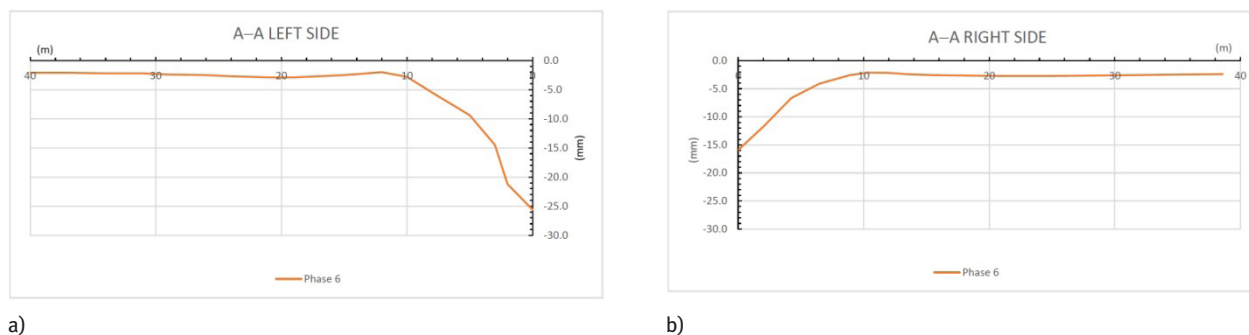 A–A LEFT SIDE
(m)
40 30 20 10 0
0.0
-5.0
-10.0
-15.0
-20.0
-25.0
-30.0
(mm)
Phase 6
a)
A–A RIGHT SIDE
(m)
0.0
0 10 20 30 40
-5.0
-10.0
-15.0
-20.0
-25.0
-30.0
(mm)
Phase 6
b)